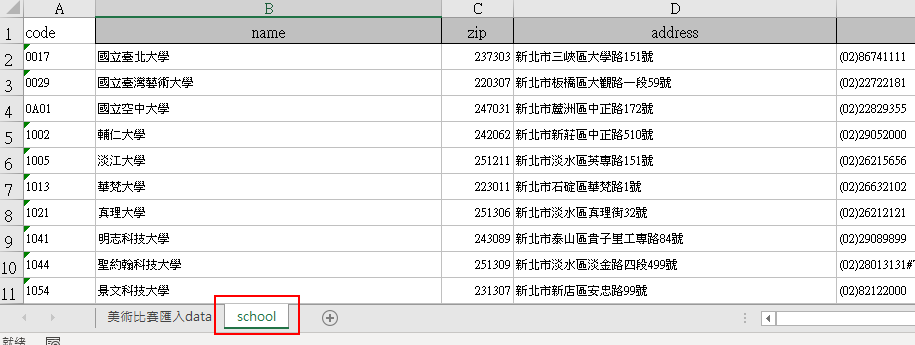 A B C D
1 code name zip address
2 0017 國立臺北大學 237303 新北市三峽區大學路151號 (02)86741111
3 0029 國立臺灣藝術大學 220307 新北市板橋區大觀路一段59號 (02)22722181
4 0A01 國立空中大學 247031 新北市蘆洲區中正路172號 (02)22829355
5 1002 輔仁大學 242062 新北市新莊區中正路510號 (02)29052000
6 1005 淡江大學 251211 新北市淡水區英專路151號 (02)26215656
7 1013 華梵大學 223011 新北市石碇區華梵路1號 (02)26632102
8 1021 真理大學 251306 新北市淡水區真理街32號 (02)26212121
9 1041 明志科技大學 243089 新北市泰山區貴子里工專路84號 (02)29089899
10 1044 聖約翰科技大學 251309 新北市淡水區淡金路四段499號 (02)28013131#
11 1054 景文科技大學 231307 新北市新店區安忠路99號 (02)82122000
美術比賽匯入data school
就緒